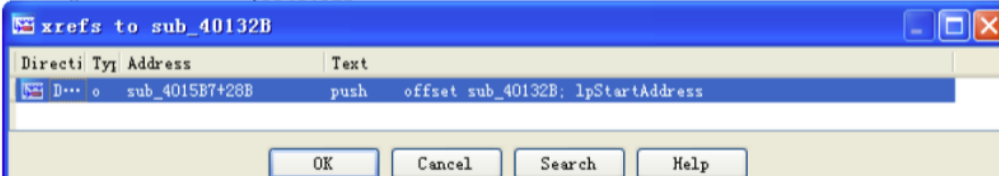 xrefs to sub_40132B
Directi Typ Address Text
D… o sub_4015B7+28B push offset sub_40132B; lpStartAddress
OK Cancel Search Help